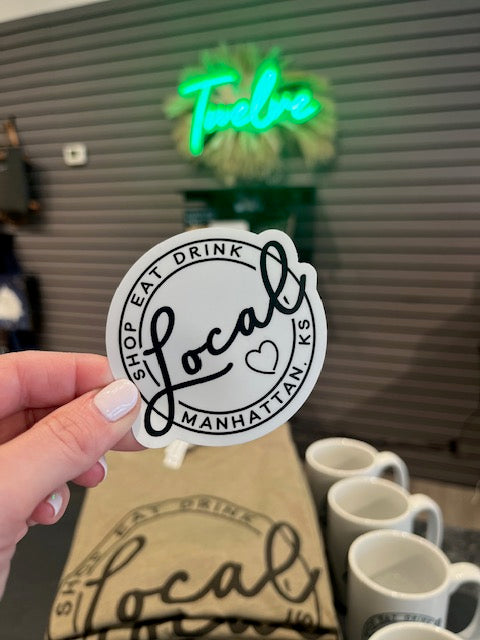 Twelve
SHOP EAT DRINK
Local
MANHATTAN, KS
SHOP EAT DRINK
Local